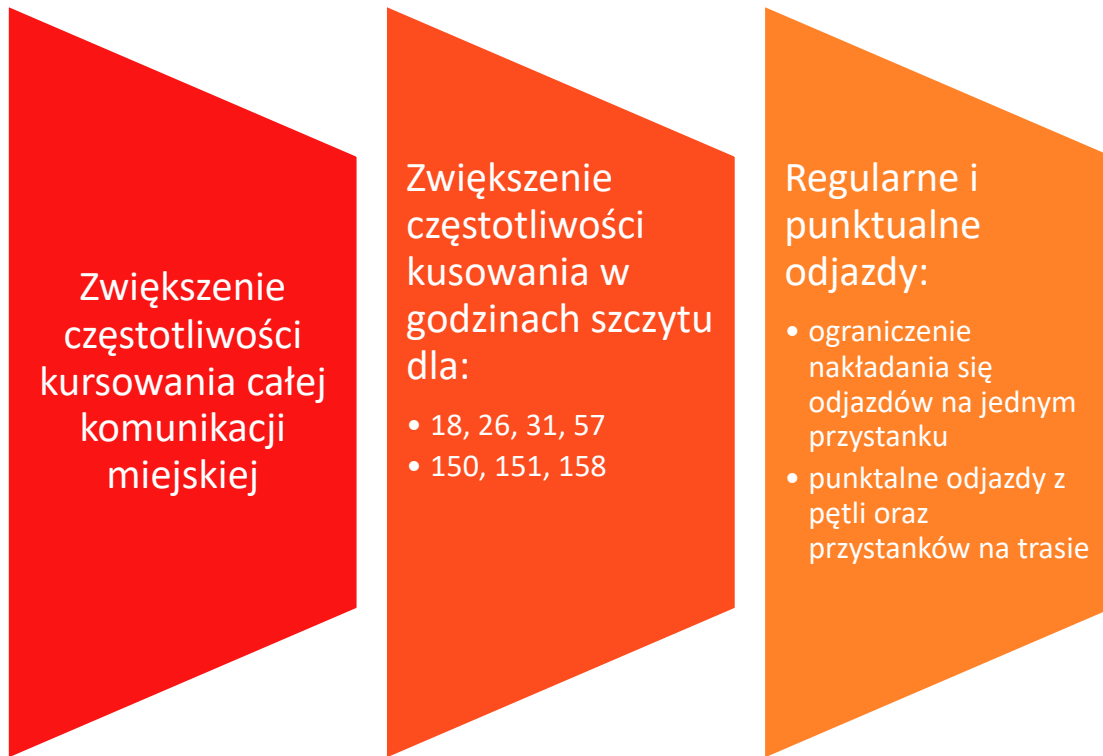 Zwiększenie
częstotliwości
kursowania całej
komunikacji
miejskiej
Zwiększenie
częstotliwości
kusowania w
godzinach szczytu
dla:
• 18, 26, 31, 57
• 150, 151, 158
Regularne i
punktualne
odjazdy:
• ograniczenie
nakładania się
odjazdów na jednym
przystanku
• punktalne odjazdy z
pętli oraz
przystanków na trasie